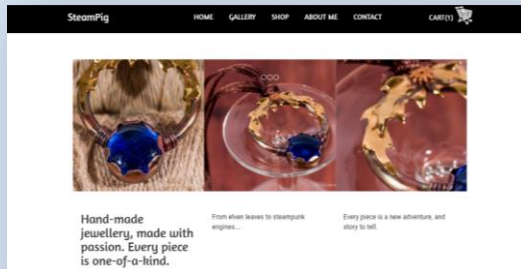 SteamPig HOME GALLERY SHOP ABOUT ME CONTACT CART(1)
Hand-made
jewellery, made with
passion. Every piece
is one-of-a-kind.
From elven leaves to steampunk
engines...
Every piece is a new adventure, and
story to tell.